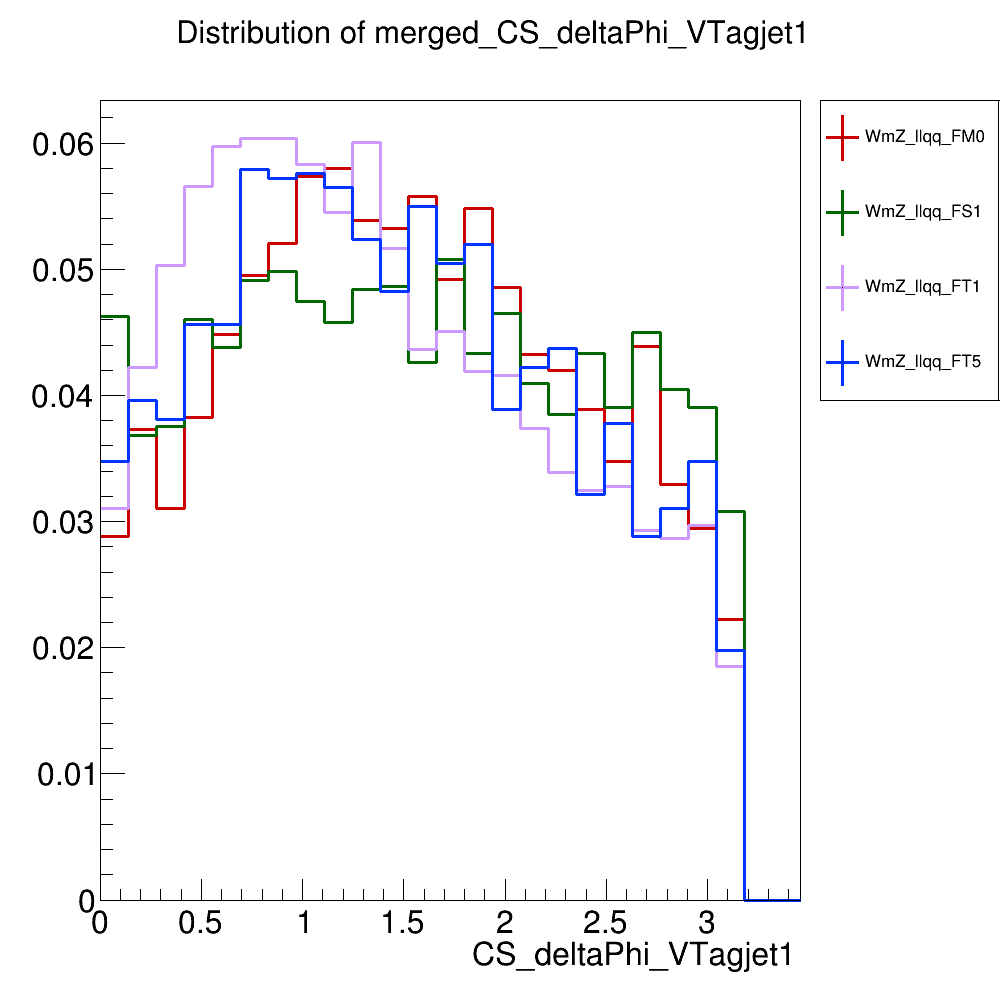 Distribution of merged_CS_deltaPhi_VTagjet1
0.06
0.05
0.04
0.03
0.02
0.01
0
0 0.5 1 1.5 2 2.5 3
CS_deltaPhi_VTagjet1
WmZ_llqq_FM0
WmZ_llqq_FS1
WmZ_llqq_FT1
WmZ_llqq_FT5